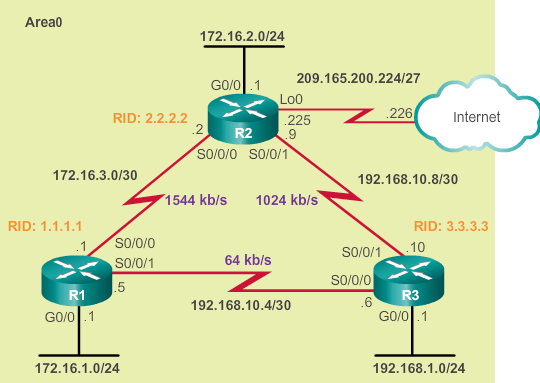 Area0
172.16.2.0/24
G0/0 .1
209.165.200.224/27
Lo0
RID: 2.2.2.2
.225
.226
Internet
R2
.2
.9
S0/0/0 S0/0/1
172.16.3.0/30
192.168.10.8/30
1544 kb/s
1024 kb/s
RID: 1.1.1.1
RID: 3.3.3.3
.1 S0/0/0
S0/0/1 .10
S0/0/1
64 kb/s
S0/0/0
R1
.5
192.168.10.4/30
.6
R3
G0/0 .1
G0/0 .1
172.16.1.0/24
192.168.1.0/24